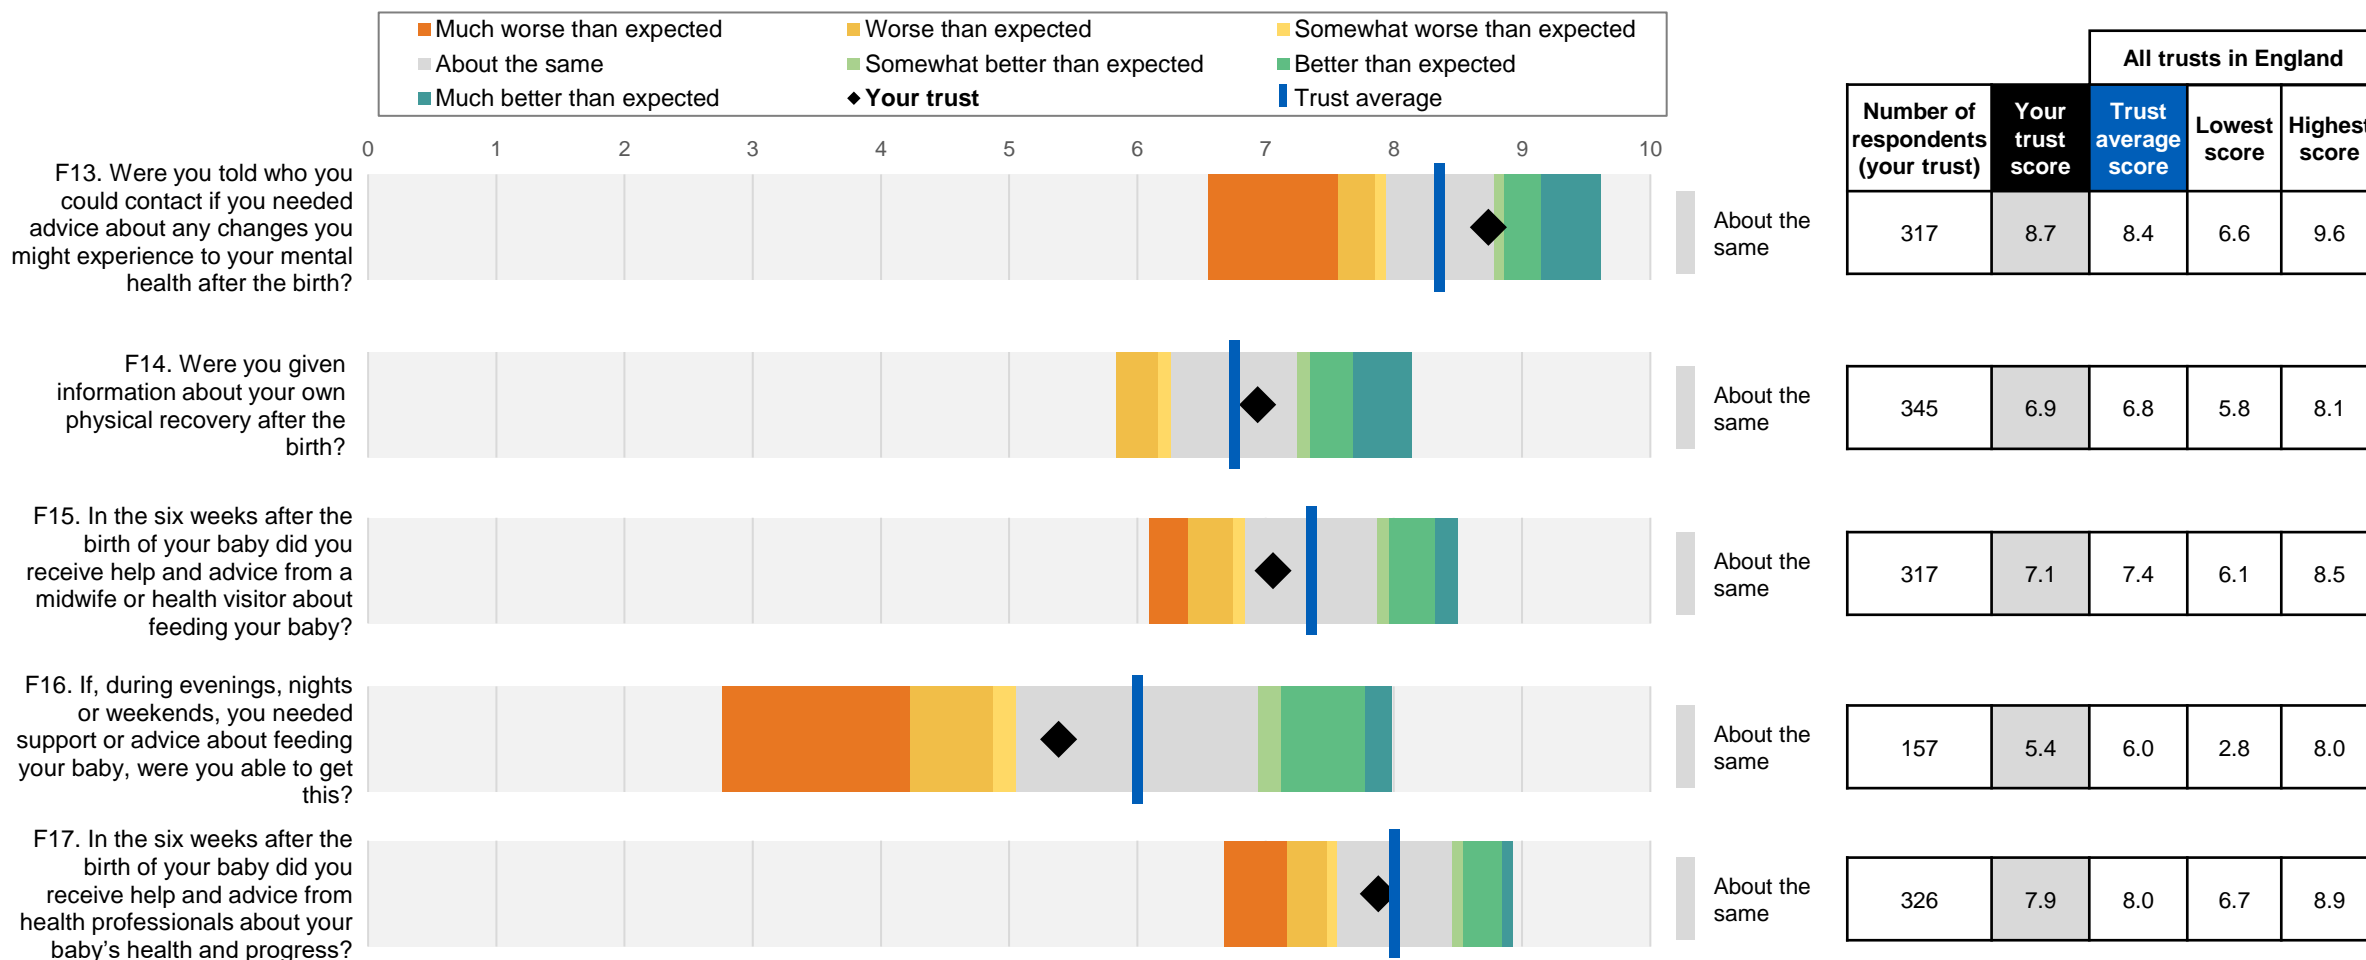 Much worse than expected
Worse than expected
Somewhat worse than expected
About the same
Somewhat better than expected
Better than expected
Much better than expected
Your trust
Trust average
All trusts in England
Number of
respondents
(your trust)
Your
trust
score
Trust
average
score
Lowest
score
Highest
score
0 1 2 3 4 5 6 7 8 9 10
F13. Were you told who you
could contact if you needed
advice about any changes you
might experience to your mental
health after the birth?
About the
same
317 8.7 8.4 6.6 9.6
F14. Were you given
information about your own
physical recovery after the
birth?
About the
same
345 6.9 6.8 5.8 8.1
F15. In the six weeks after the
birth of your baby did you
receive help and advice from a
midwife or health visitor about
feeding your baby?
About the
same
317 7.1 7.4 6.1 8.5
F16. If, during evenings, nights
or weekends, you needed
support or advice about feeding
your baby, were you able to get
this?
About the
same
157 5.4 6.0 2.8 8.0
F17. In the six weeks after the
birth of your baby did you
receive help and advice from
health professionals about your
baby's health and progress?
About the
same
326 7.9 8.0 6.7 8.9